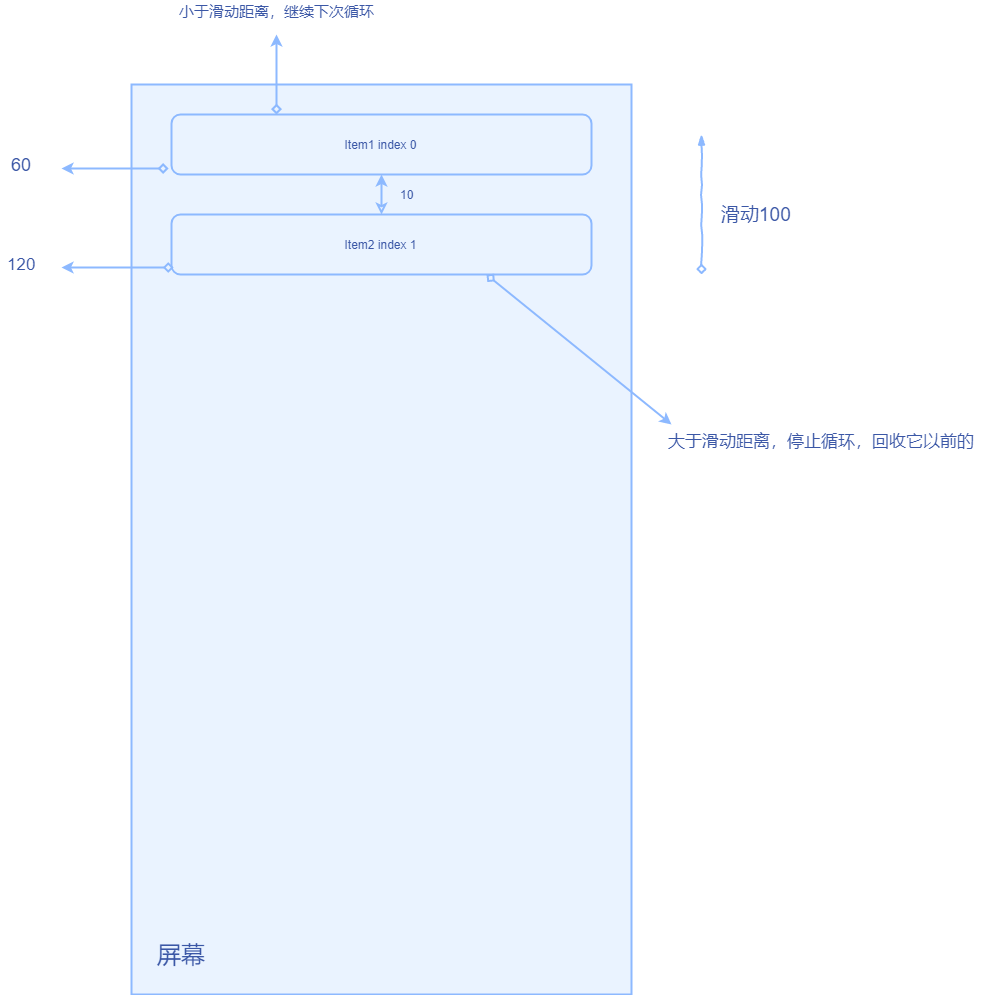 小于滑动距离，继续下次循环
Item1 index 0
60
10
滑动100
Item2 index 1
120
大于滑动距离，停止循环，回收它以前的
屏幕